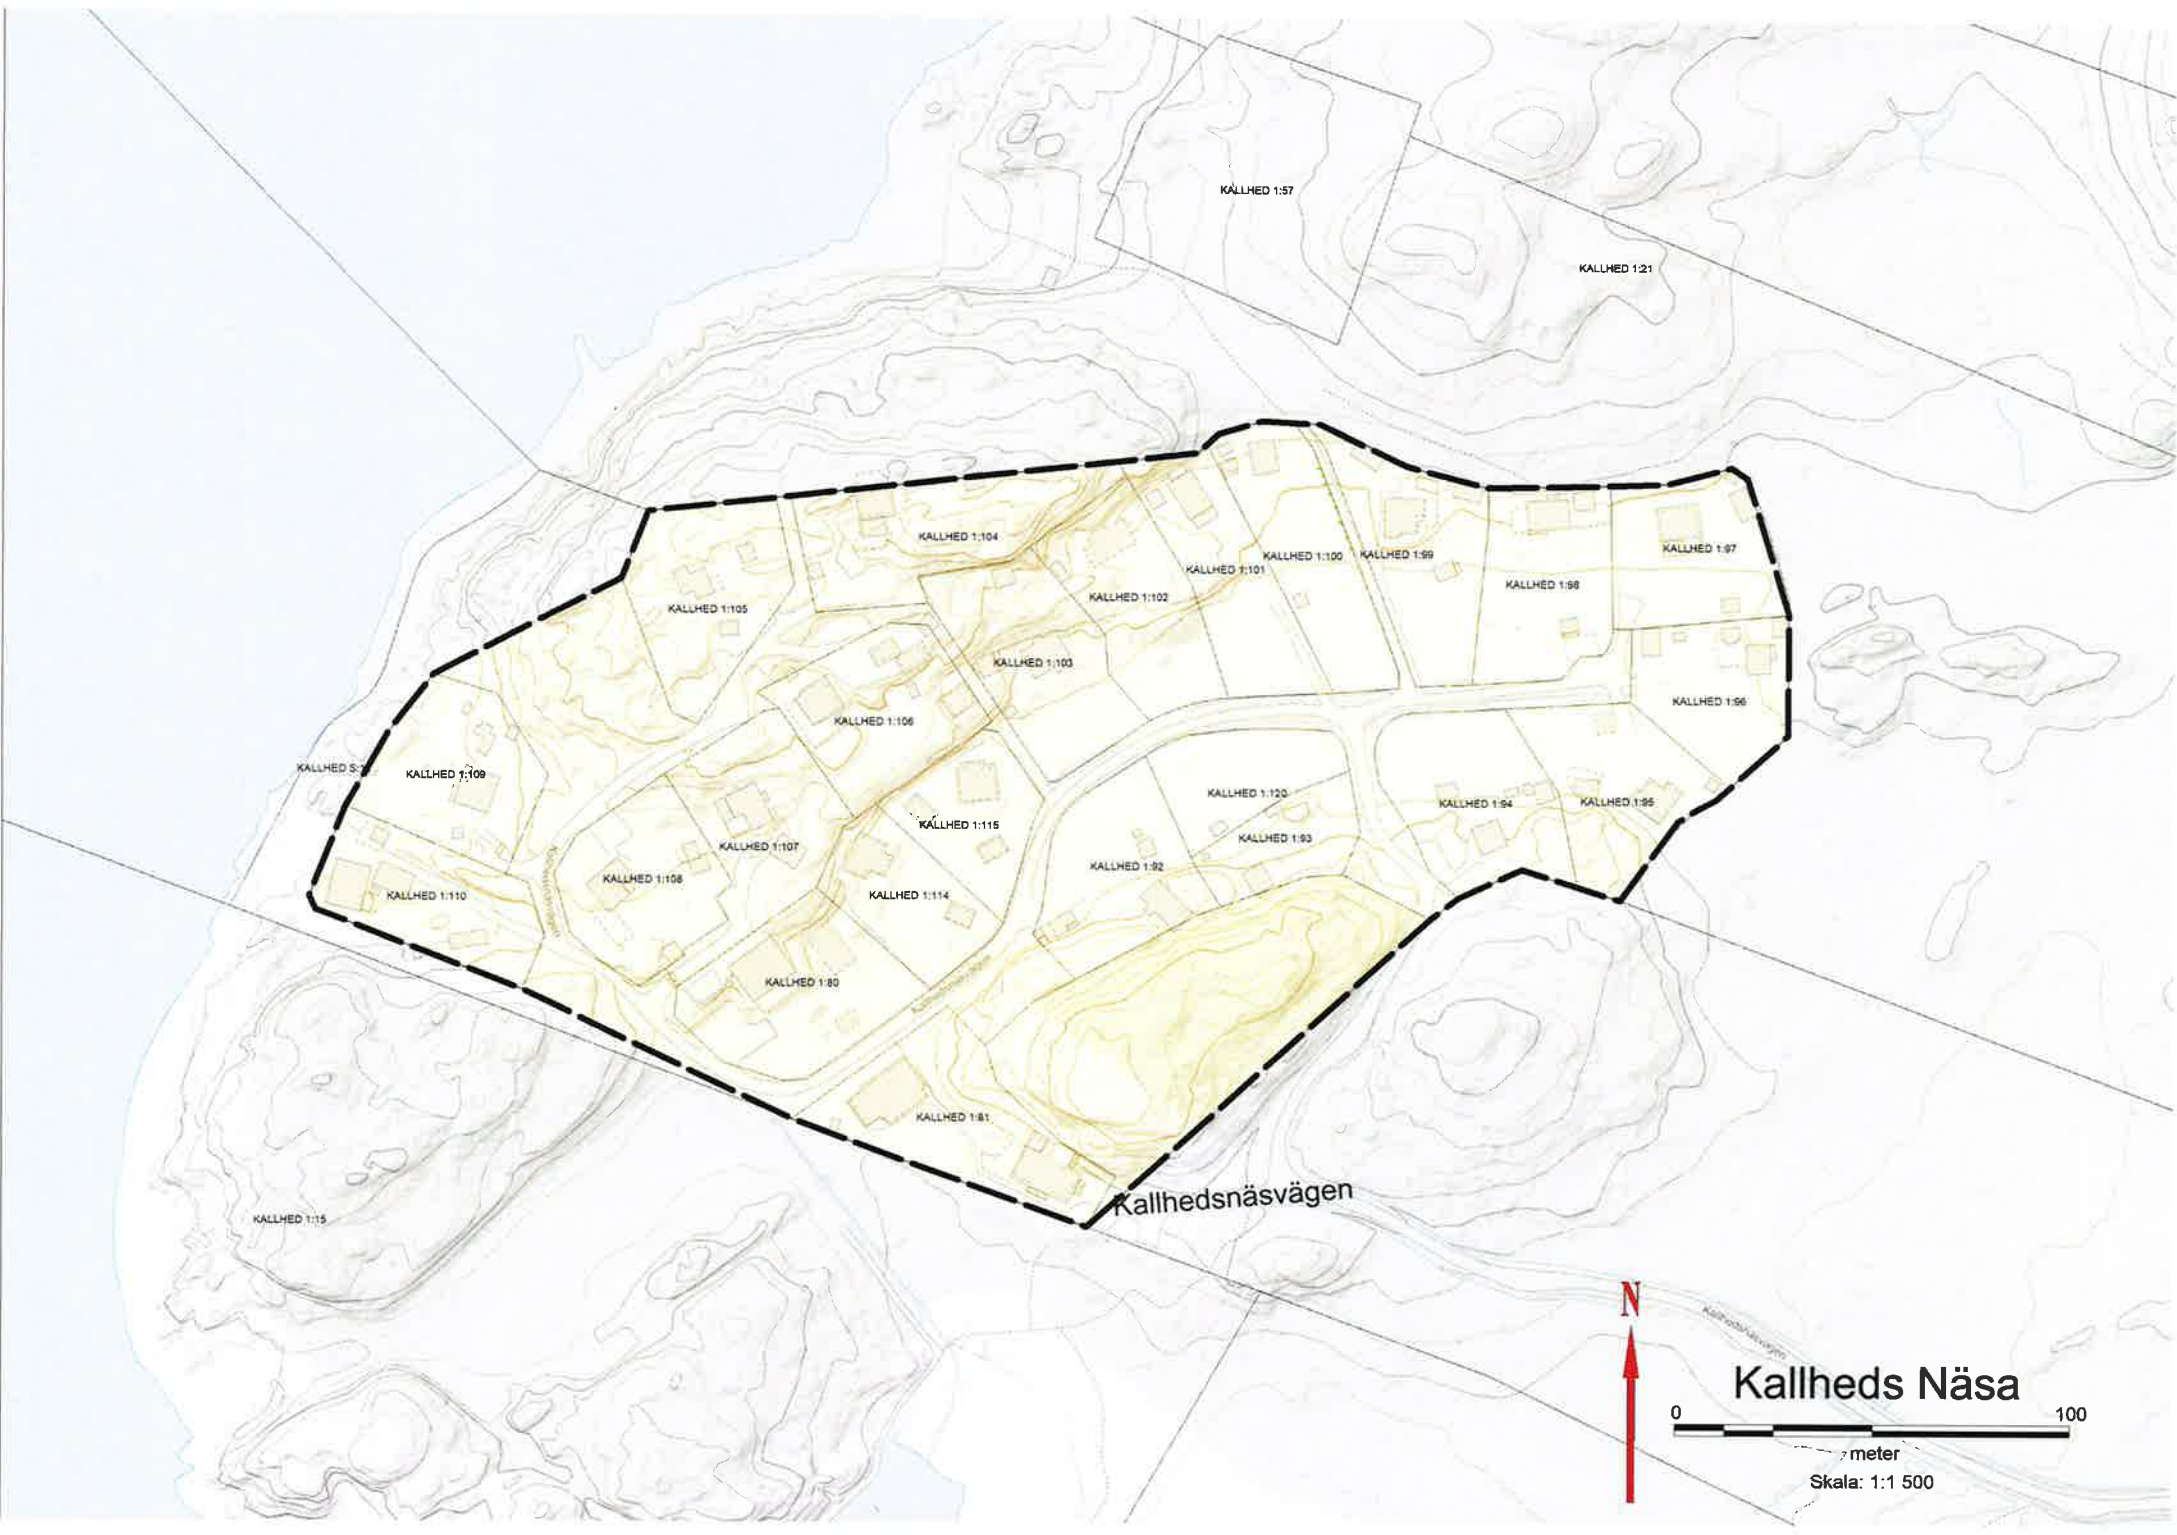 KALLHED 1:57
KALLHED 1:21
KALLHED 1:104
KALLHED 1:97
KALLHED 1:100
KALLHED 1:99
KALLHED 1:101
KALLHED 1:98
KALLHED 1:102
KALLHED 1:105
KALLHED 1:103
KALLHED 1:96
KALLHED 1:106
KALLHED S:
KALLHED 1:109
KALLHED 1:120
KALLHED 1:94
KALLHED 1:95
KALLHED 1:115
KALLHED 1:93
KALLHED 1:107
KALLHED 1:92
KALLHED 1:108
KALLHED 1:110
KALLHED 1:114
KALLHED 1:80
Kallhedsnäsvägen
KALLHED 1:81
Kallhedsnäsvägen
KALLHED 1:15
N
Kallhedsnäsvägen
Kallheds Näsa
0 100
meter
Skala: 1:1 500